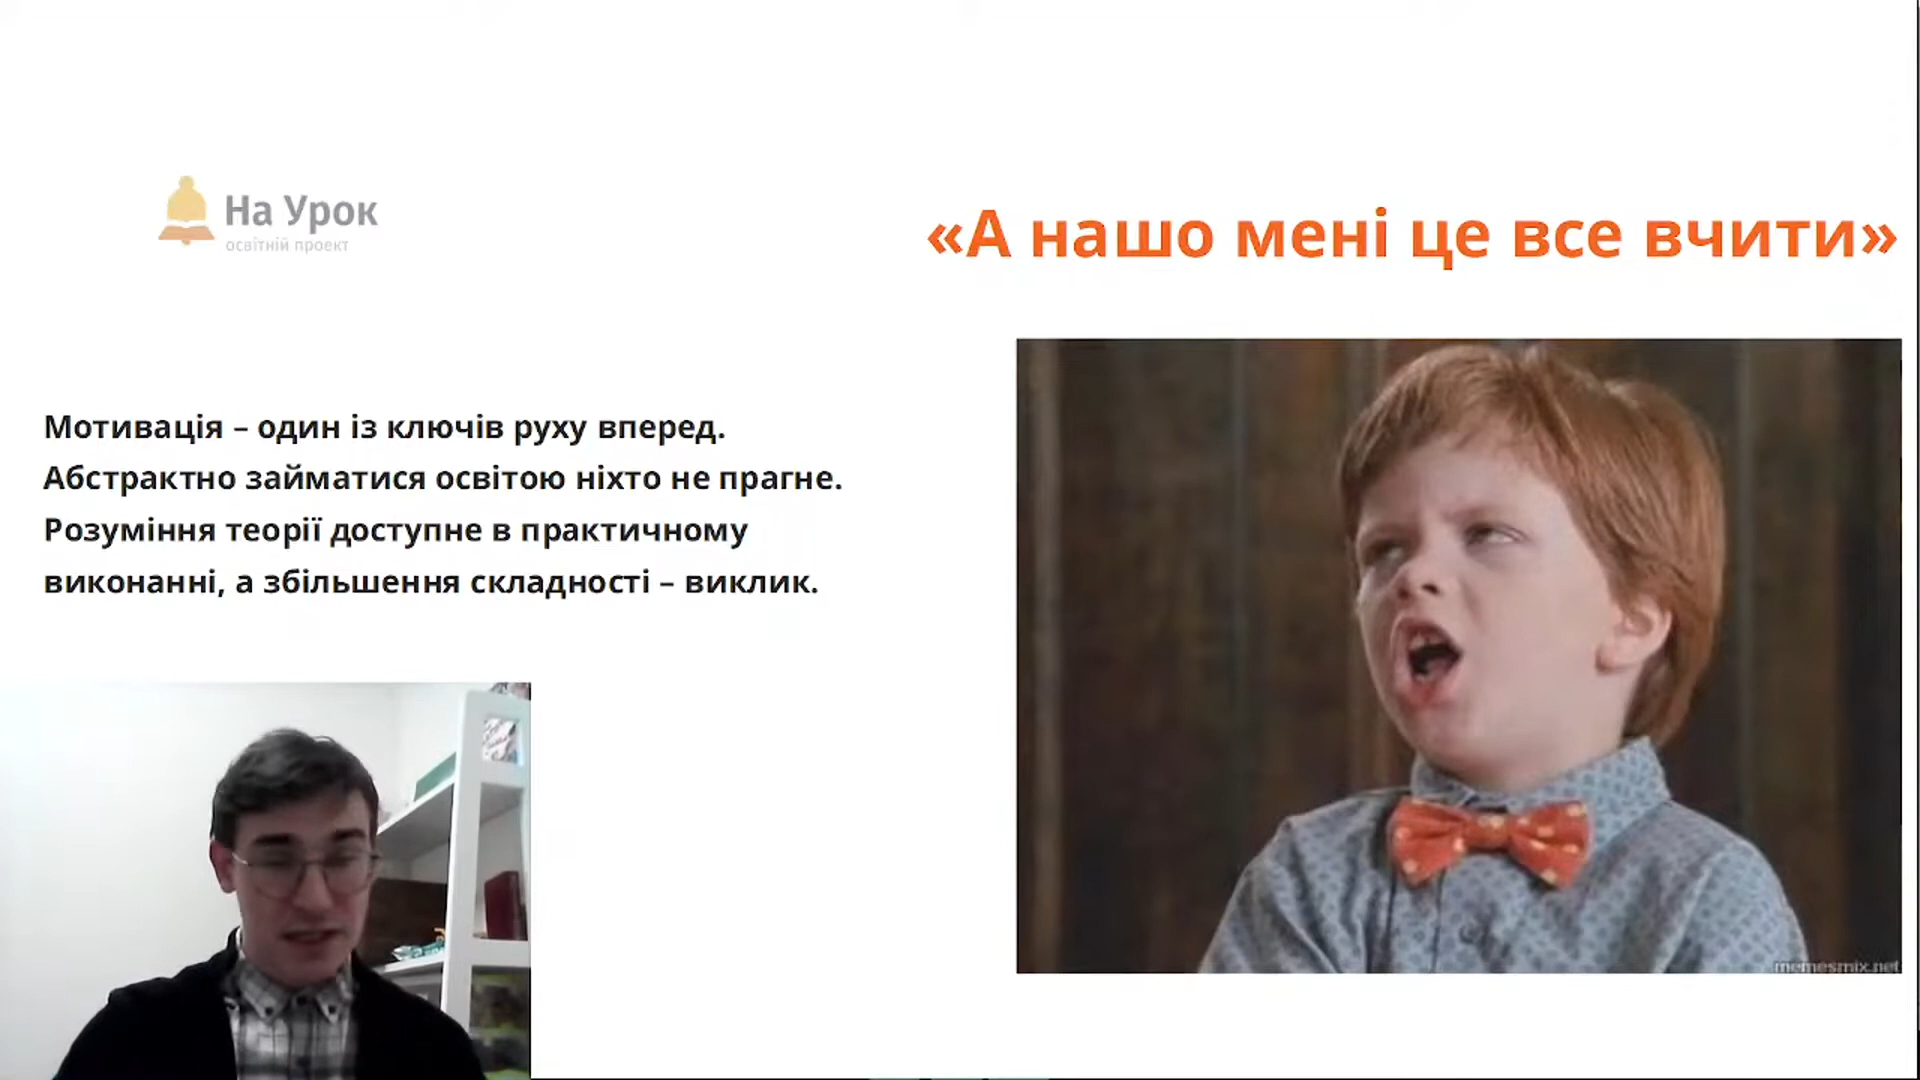 На Урок
освітній проект
«А нашо мені це все вчити»
Мотивація – один із ключів руху вперед.
Абстрактно займатися освітою ніхто не прагне.
Розуміння теорії доступне в практичному
виконанні, а збільшення складності – виклик.
memesmix.net